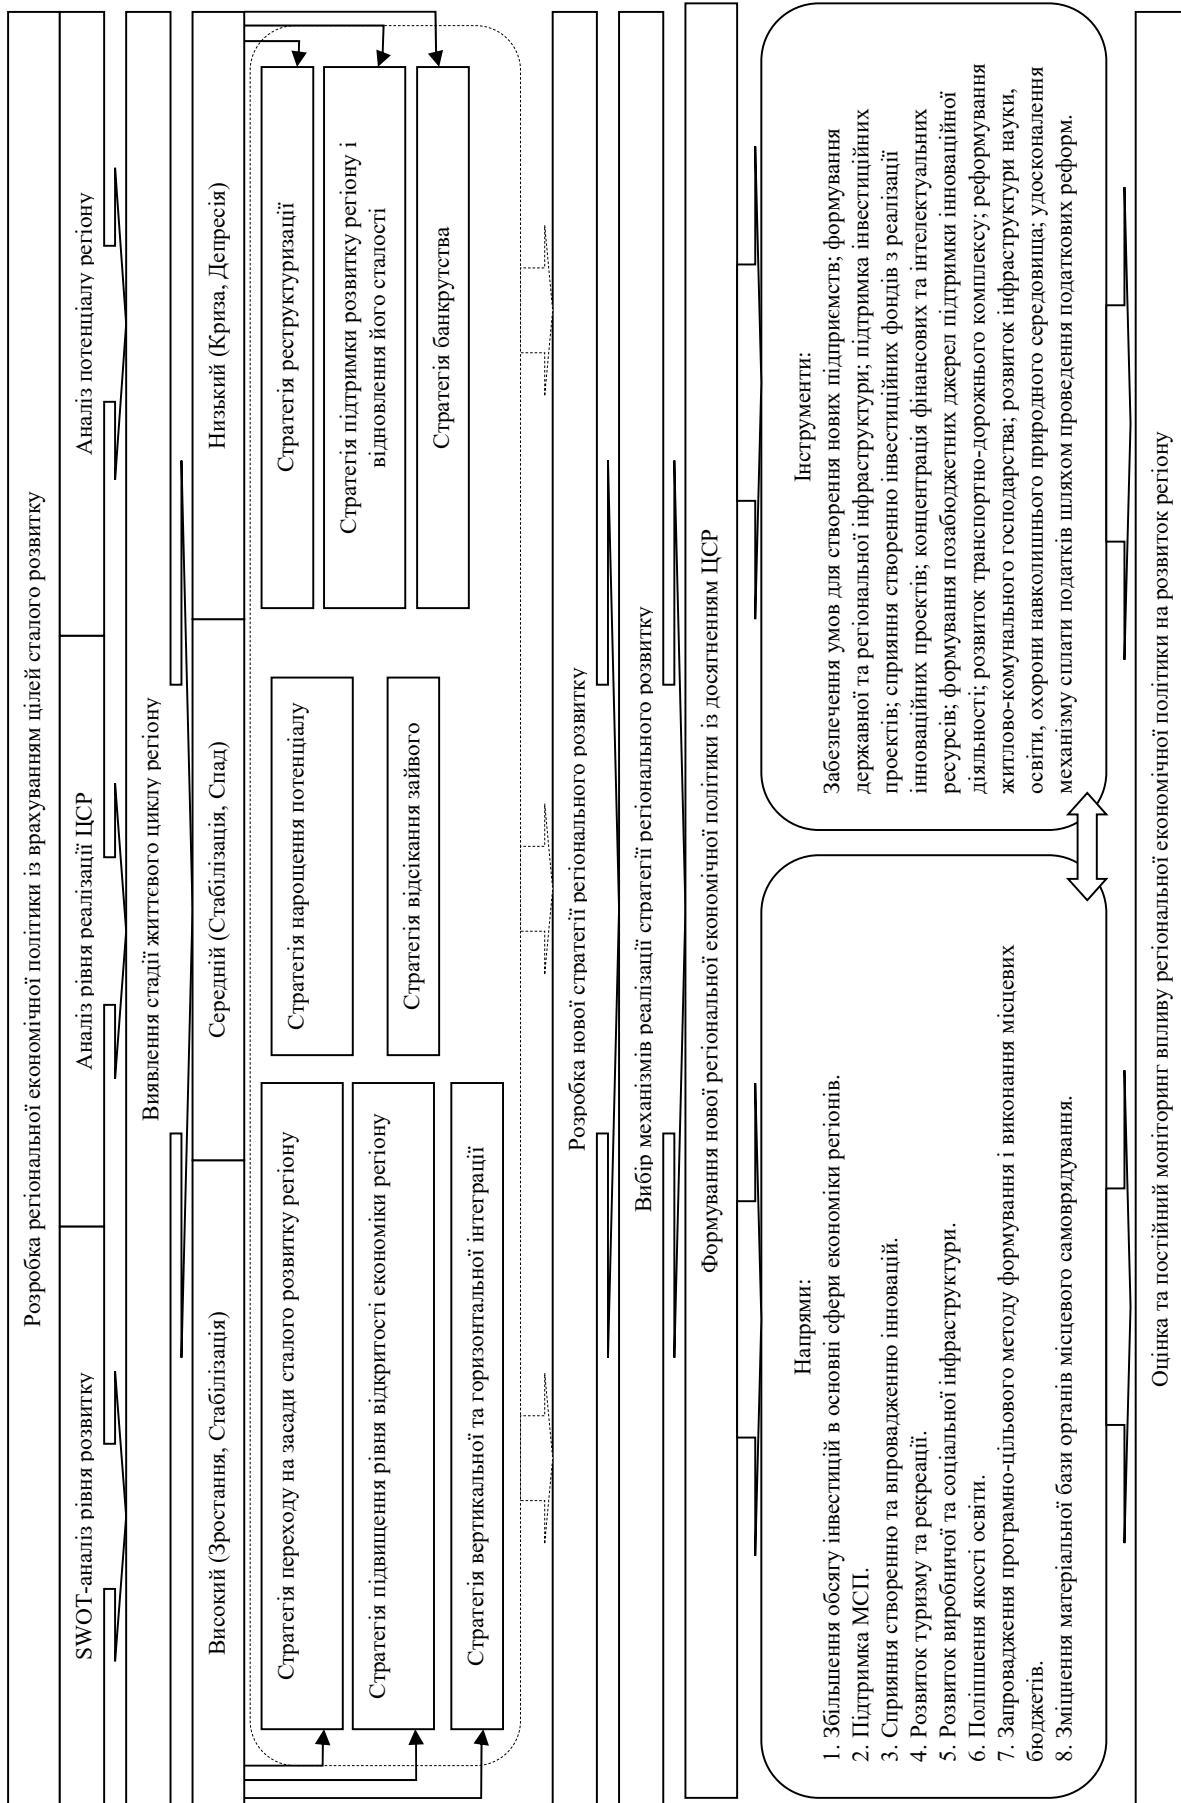 Розробка регіональної економічної політики із врахуванням цілей сталого розвитку
SWOT-аналіз рівня розвитку
Аналіз рівня реалізації ЦСР
Аналіз потенціалу регіону
Виявлення стадії життєвого циклу регіону
Високий (Зростання, Стабілізація)
Середній (Стабілізація, Спад)
Низький (Криза, Депресія)
Стратегія переходу на засади сталого розвитку регіону
Стратегія підвищення рівня відкритості економіки регіону
Стратегія вертикальної та горизонтальної інтеграції
Стратегія нарощення потенціалу
Стратегія відсікання зайвого
Стратегія реструктуризації
Стратегія підтримки розвитку регіону і
відновлення його сталості
Стратегія банкрутства
Розробка нової стратегії регіонального розвитку
Вибір механізмів реалізації стратегії регіонального розвитку
Формування нової регіональної економічної політики із досягненням ЦСР
Напрями:
1. Збільшення обсягу інвестицій в основні сфери економіки регіонів.
2. Підтримка МСП.
3. Сприяння створенню та впровадженню інновацій.
4. Розвиток туризму та рекреації.
5. Розвиток виробничої та соціальної інфраструктури.
6. Поліпшення якості освіти.
7. Запровадження програмно-цільового методу формування і виконання місцевих
бюджетів.
8. Зміцнення матеріальної бази органів місцевого самоврядування.
Інструменти:
Забезпечення умов для створення нових підприємств; формування
державної та регіональної інфраструктури; підтримка інвестиційних
проектів; сприяння створенню інвестиційних фондів з реалізації
інноваційних проектів; концентрація фінансових та інтелектуальних
ресурсів; формування позабюджетних джерел підтримки інноваційної
діяльності; розвиток транспортно-дорожнього комплексу; реформування
житлово-комунального господарства; розвиток інфраструктури науки,
освіти, охорони навколишнього природного середовища; удосконалення
механізму сплати податків шляхом проведення податкових реформ.
Оцінка та постійний моніторинг впливу регіональної економічної політики на розвиток регіону